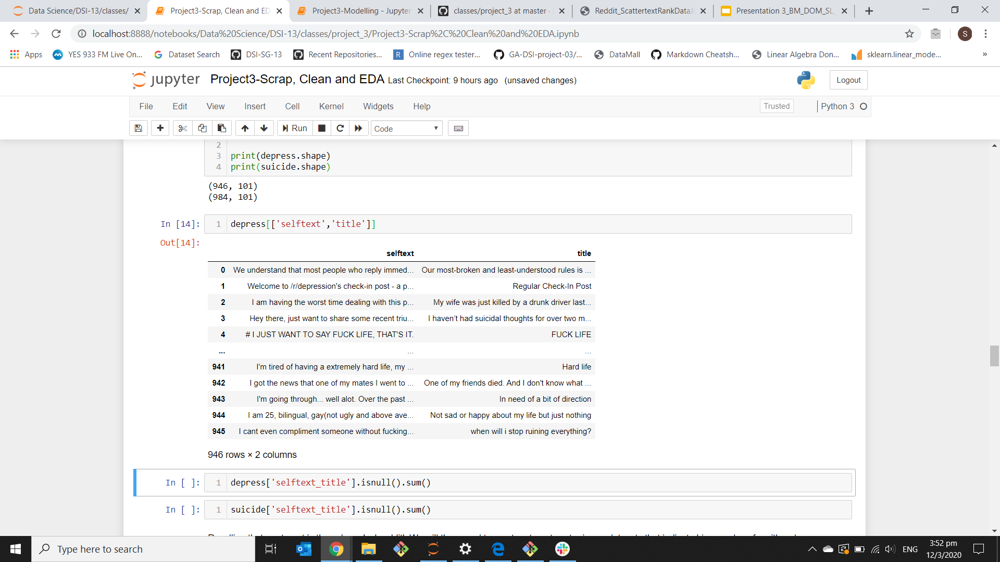 Data Science/DSI-13/classes/
Project3-Scrap, Clean and ED
Project3-Modelling - Jupyter
classes/project_3 at master ·
Reddit_ScattertextRankDataJi
Presentation 3_BM_DOM_SL_
localhost:8888/notebooks/Data%20Science/DSI-13/classes/project_3/Project3-Scrap%2C%20Clean%20and%20EDA.ipynb
S
Apps
YES 933 FM Live On...
Dataset Search
DSI-SG-13
Recent Repositories...
R
Online regex tester...
GA-DSI-project-03/...
DataMall
Markdown Cheatsh...
Linear Algebra Don...
sklearn.linear_mode...
»
jupyter Project3-Scrap, Clean and EDA Last Checkpoint: 9 hours ago (unsaved changes)
Logout
File Edit View Insert Cell Kernel Widgets Help
Trusted
Python 3
Run
Code
2
3 print(depress.shape)
4 print(suicide.shape)
(946, 101)
(984, 101)
In [14]: 1 depress[['selftext','title']]
Out[14]:
selftext title
0 We understand that most people who reply immed... Our most-broken and least-understood rules is ...
1 Welcome to /r/depression's check-in post - a p... Regular Check-In Post
2 I am having the worst time dealing with this p... My wife was just killed by a drunk driver last...
3 Hey there, just want to share some recent triu... I haven’t had suicidal thoughts for over two m...
4 # I JUST WANT TO SAY FUCK LIFE, THAT'S IT. FUCK LIFE
... ... ...
941 I'm tired of having a extremely hard life, my ... Hard life
942 I got the news that one of my mates I went to ... One of my friends died. And I don't know what ...
943 I'm going through... well alot. Over the past ... In need of a bit of direction
944 I am 25, bilingual, gay(not ugly and above ave... Not sad or happy about my life but just nothing
945 I cant even compliment someone without fucking... when will i stop ruining everything?
946 rows × 2 columns
In [ ]: 1 depress['selftext_title'].isnull().sum()
In [ ]: 1 suicide['selftext_title'].isnull().sum()
Type here to search
ENG
3:52 pm
12/3/2020